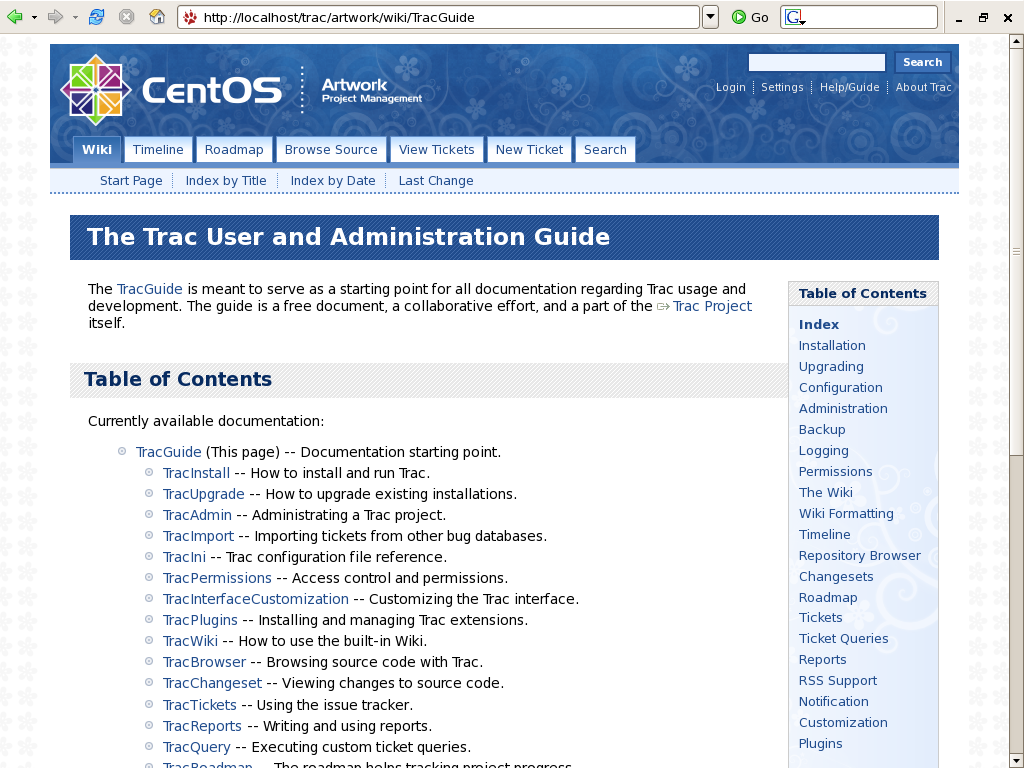 http://localhost/trac/artwork/wiki/TracGuide
Go
G
CentOS
Artwork
Project Management
Search
Login
Settings
Help/Guide
About Trac
Wiki
Timeline
Roadmap
Browse Source
View Tickets
New Ticket
Search
Start Page
Index by Title
Index by Date
Last Change
The Trac User and Administration Guide
The TracGuide is meant to serve as a starting point for all documentation regarding Trac usage and
development. The guide is a free document, a collaborative effort, and a part of the Trac Project
itself.
Table of Contents
Currently available documentation:
TracGuide (This page) -- Documentation starting point.
TracInstall -- How to install and run Trac.
TracUpgrade -- How to upgrade existing installations.
TracAdmin -- Administrating a Trac project.
TracImport -- Importing tickets from other bug databases.
TracIni -- Trac configuration file reference.
TracPermissions -- Access control and permissions.
TracInterfaceCustomization -- Customizing the Trac interface.
TracPlugins -- Installing and managing Trac extensions.
TracWiki -- How to use the built-in Wiki.
TracBrowser -- Browsing source code with Trac.
TracChangeset -- Viewing changes to source code.
TracTickets -- Using the issue tracker.
TracReports -- Writing and using reports.
TracQuery -- Executing custom ticket queries.
TracRoadmap -- The roadmap helps tracking project progress.
Table of Contents
Index
Installation
Upgrading
Configuration
Administration
Backup
Logging
Permissions
The Wiki
Wiki Formatting
Timeline
Repository Browser
Changesets
Roadmap
Tickets
Ticket Queries
Reports
RSS Support
Notification
Customization
Plugins